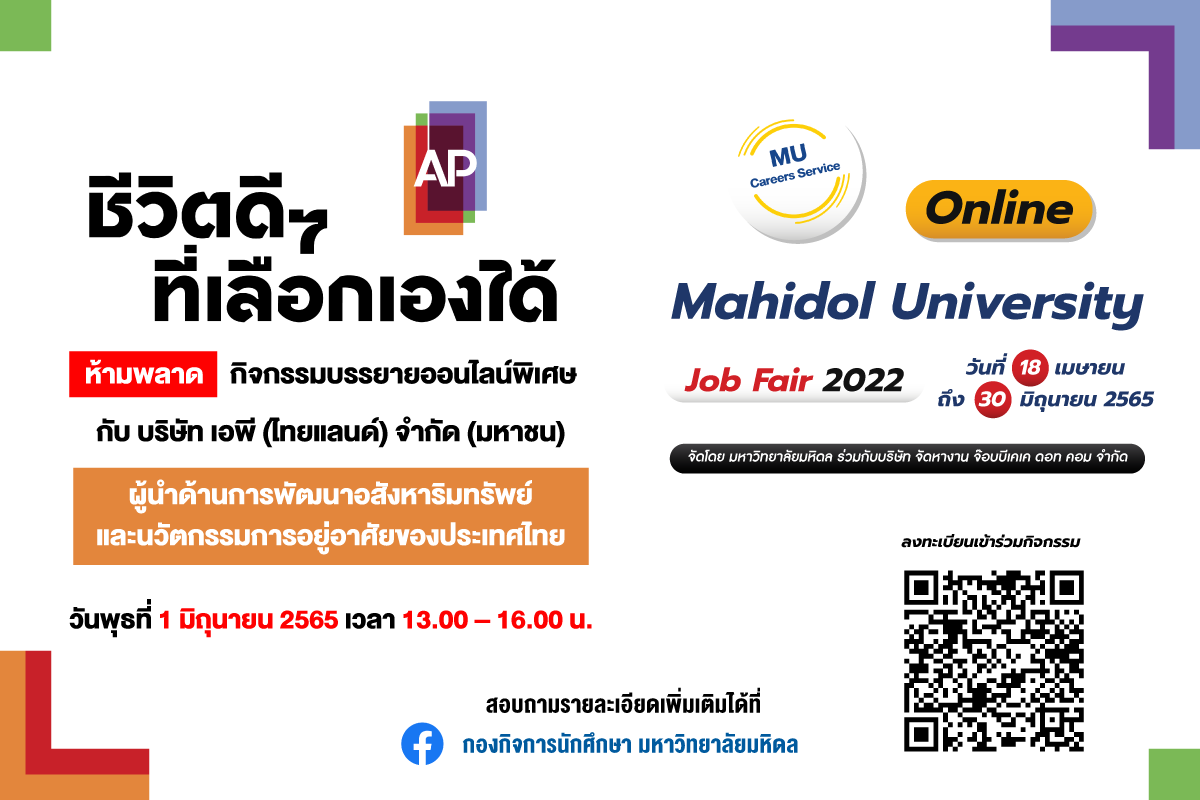 AP
ชีวิตดีๆ
ที่เลือกเองได้
ห้ามพลาด กิจกรรมบรรยายออนไลน์พิเศษ
กับ บริษัท เอพี (ไทยแลนด์) จำกัด (มหาชน)
ผู้นำด้านการพัฒนาอสังหาริมทรัพย์
และนวัตกรรมการอยู่อาศัยของประเทศไทย
วันพุธที่ 1 มิถุนายน 2565 เวลา 13.00 – 16.00 น.
MU
Careers Service
Online
Mahidol University
Job Fair 2022
วันที่ 18 เมษายน
ถึง 30 มิถุนายน 2565
จัดโดย มหาวิทยาลัยมหิดล ร่วมกับบริษัท จัดหางาน จ๊อบบีเคเค ดอท คอม จำกัด
ลงทะเบียนเข้าร่วมกิจกรรม
สอบถามรายละเอียดเพิ่มเติมได้ที่
กองกิจการนักศึกษา มหาวิทยาลัยมหิดล